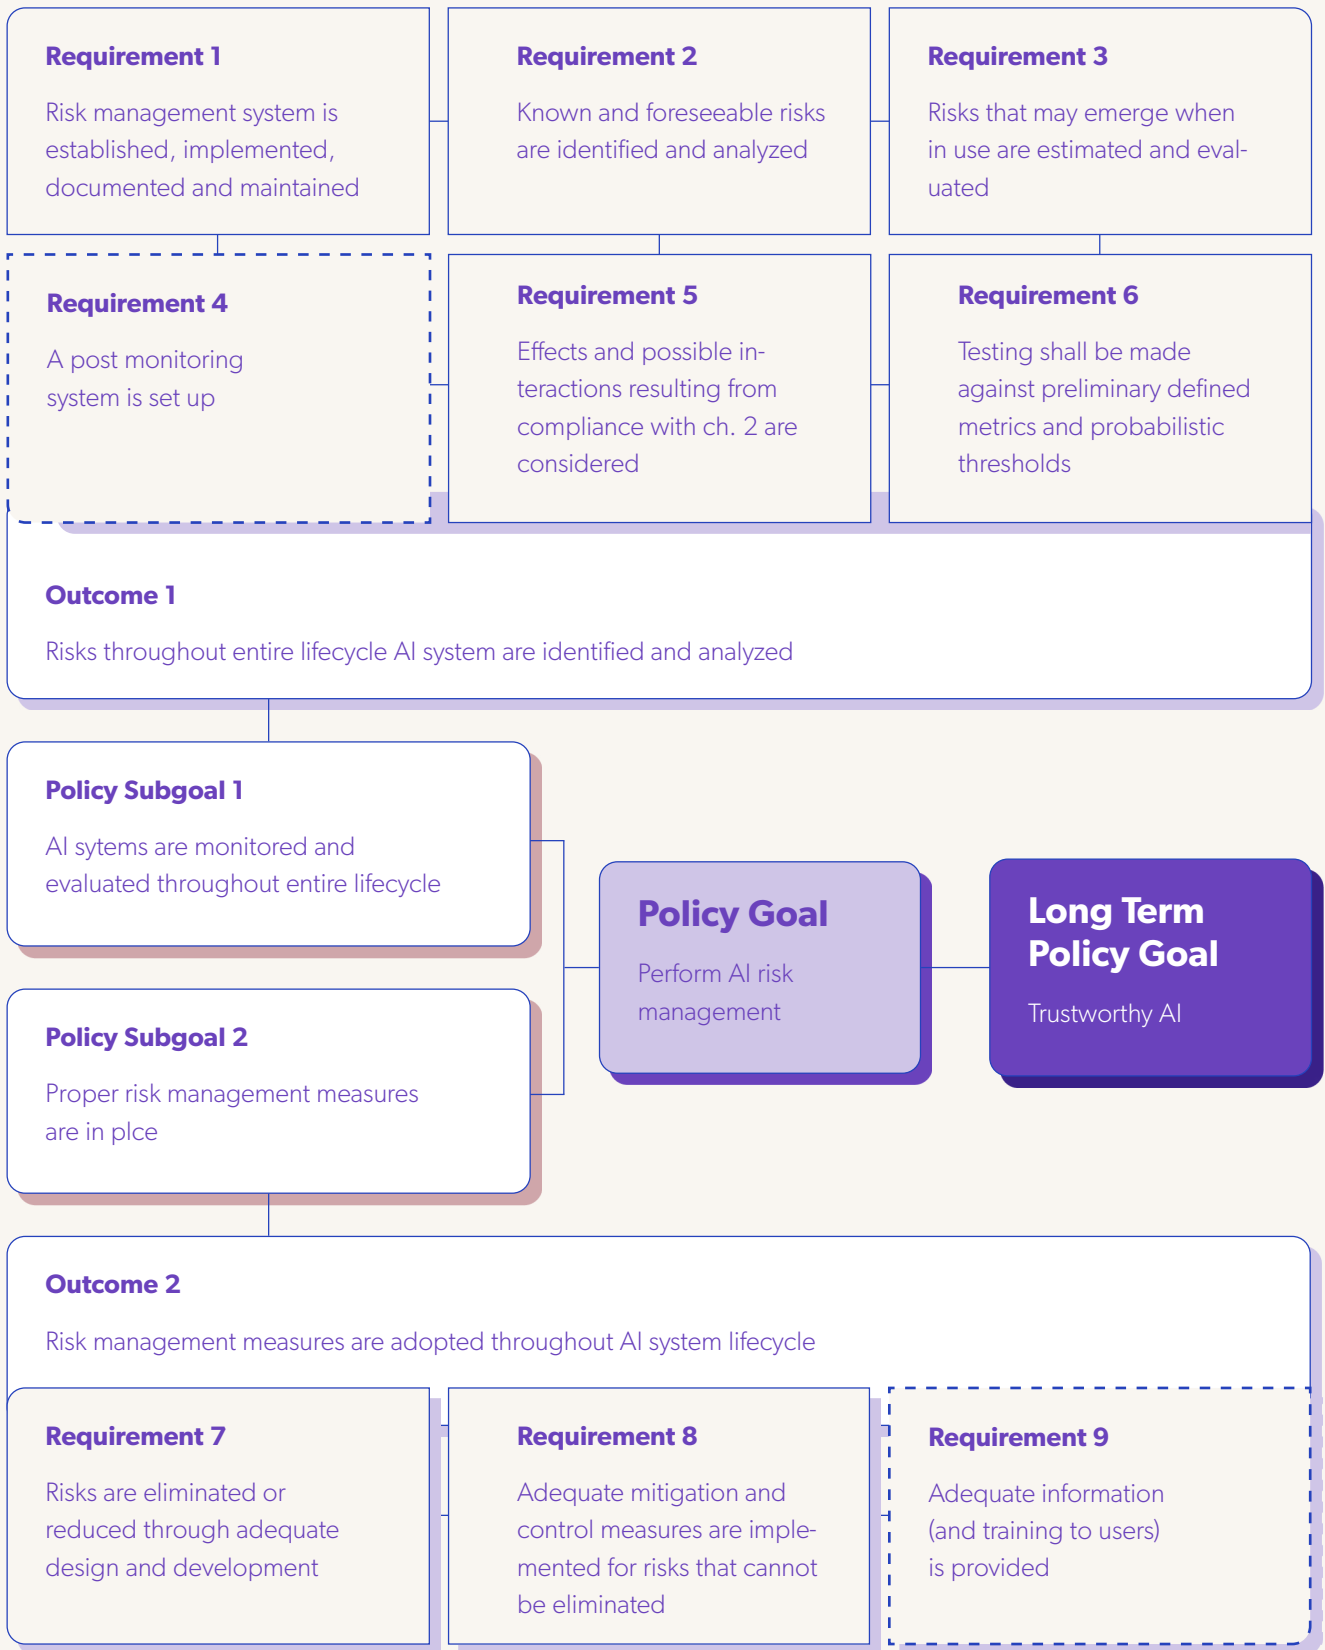 Requirement 1
Risk management system is
established, implemented,
documented and maintained
Requirement 2
Known and foreseeable risks
are identified and analyzed
Requirement 3
Risks that may emerge when
in use are estimated and eval-
uated
Requirement 4
A post monitoring
system is set up
Requirement 5
Effects and possible in-
teractions resulting from
compliance with ch. 2 are
considered
Requirement 6
Testing shall be made
against preliminary defined
metrics and probabilistic
thresholds
Outcome 1
Risks throughout entire lifecycle AI system are identified and analyzed
Policy Subgoal 1
AI sytems are monitored and
evaluated throughout entire lifecycle
Policy Goal
Perform AI risk
management
Long Term
Policy Goal
Trustworthy AI
Policy Subgoal 2
Proper risk management measures
are in plce
Outcome 2
Risk management measures are adopted throughout AI system lifecycle
Requirement 7
Risks are eliminated or
reduced through adequate
design and development
Requirement 8
Adequate mitigation and
control measures are imple-
mented for risks that cannot
be eliminated
Requirement 9
Adequate information
(and training to users)
is provided